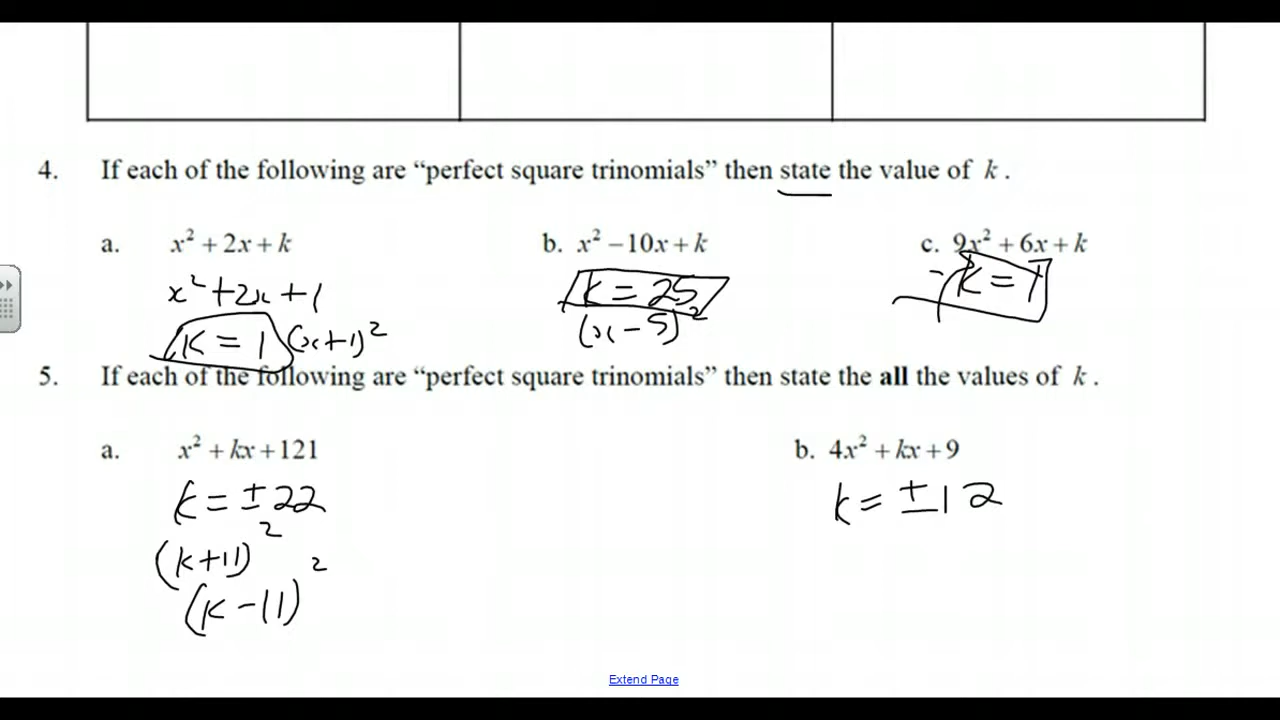 4. If each of the following are “perfect square trinomials” then state the value of k .
a. x² + 2x + k b. x² − 10x + k c. 9x² + 6x + k
x² + 2x + 1 k = 25 k = 1
k = 1 (x+1)² (x − 5)²
5. If each of the following are “perfect square trinomials” then state the all the values of k .
a. x² + kx + 121 b. 4x² + kx + 9
k = ±22 k = ±12
(k+11)²
(k − 11)²
Extend Page